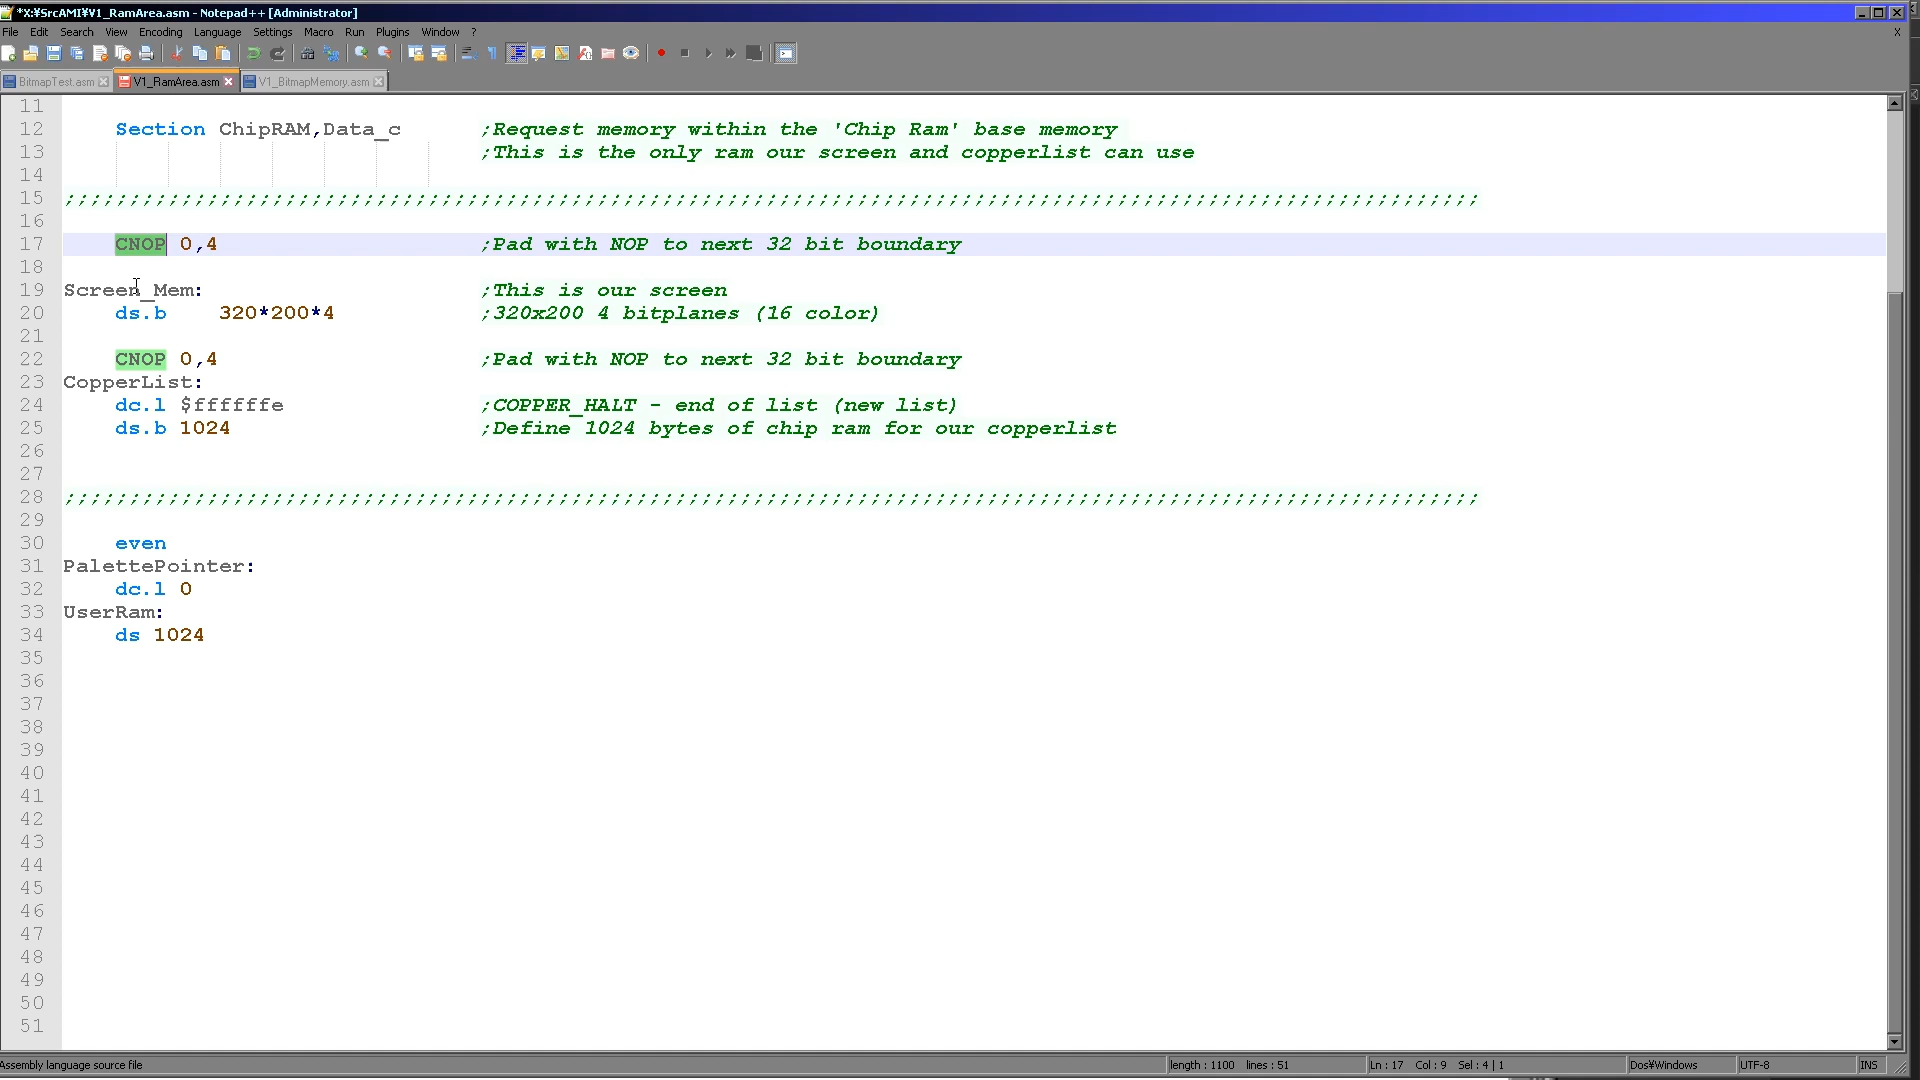 *X:¥SrcAMI¥V1_RamArea.asm - Notepad++ [Administrator]
File Edit Search View Encoding Language Settings Macro Run Plugins Window ? X
BitmapTest.asm V1_RamArea.asm V1_BitmapMemory.asm
11
12 Section ChipRAM,Data_c ;Request memory within the 'Chip Ram' base memory
13 ;This is the only ram our screen and copperlist can use
14
15 ;;;;;;;;;;;;;;;;;;;;;;;;;;;;;;;;;;;;;;;;;;;;;;;;;;;;;;;;;;;;;;;;;;;;;;;;;;;;;;;;;;;;;;;;;;;;;;;;;;;;;;;;;;;;;
16
17 CNOP 0,4 ;Pad with NOP to next 32 bit boundary
18
19 Screen_Mem: ;This is our screen
20 ds.b 320*200*4 ;320x200 4 bitplanes (16 color)
21
22 CNOP 0,4 ;Pad with NOP to next 32 bit boundary
23 CopperList:
24 dc.l $fffffffe ;COPPER_HALT - end of list (new list)
25 ds.b 1024 ;Define 1024 bytes of chip ram for our copperlist
26
27
28 ;;;;;;;;;;;;;;;;;;;;;;;;;;;;;;;;;;;;;;;;;;;;;;;;;;;;;;;;;;;;;;;;;;;;;;;;;;;;;;;;;;;;;;;;;;;;;;;;;;;;;;;;;;;;;
29
30 even
31 PalettePointer:
32 dc.l 0
33 UserRam:
34 ds 1024
35
36
37
38
39
40
41
42
43
44
45
46
47
48
49
50
51
Assembly language source file length : 1100 lines : 51 Ln : 17 Col : 9 Sel : 4 | 1 Dos¥Windows UTF-8 INS